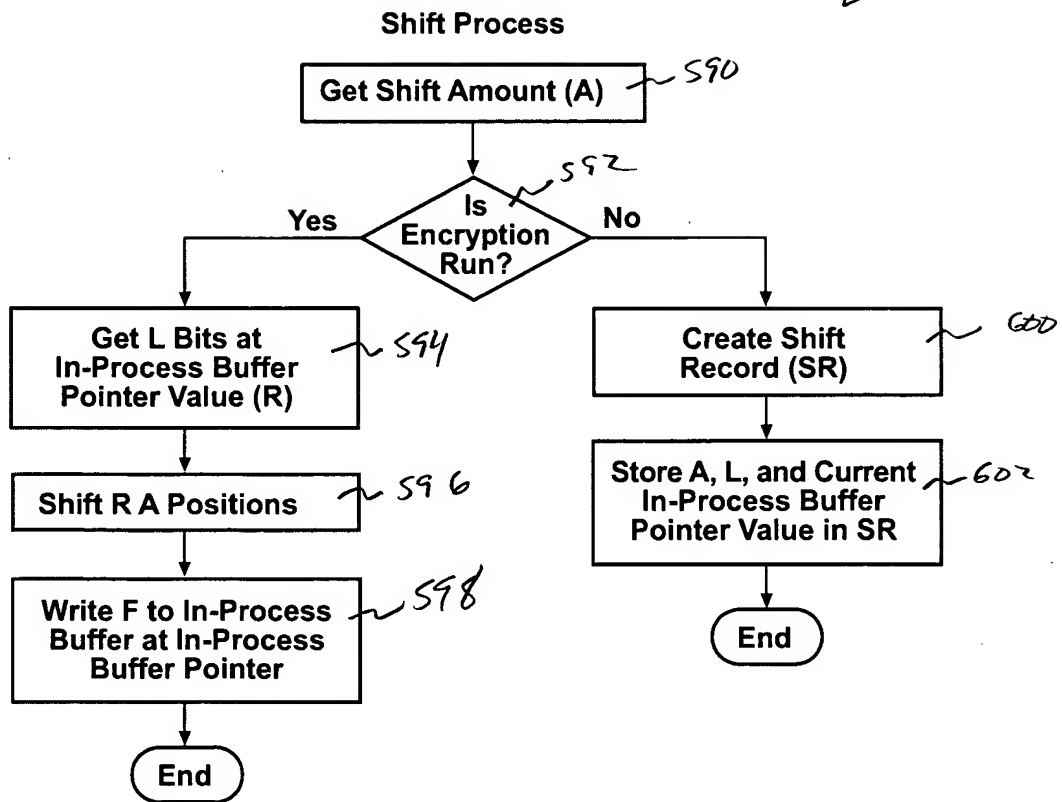 Shift Process
Get Shift Amount (A)
590
Is
Encryption
Run?
592
Yes
No
Get L Bits at
In-Process Buffer
Pointer Value (R)
594
Shift R A Positions
596
Write F to In-Process
Buffer at In-Process
Buffer Pointer
598
End
Create Shift
Record (SR)
600
Store A, L, and Current
In-Process Buffer
Pointer Value in SR
602
End